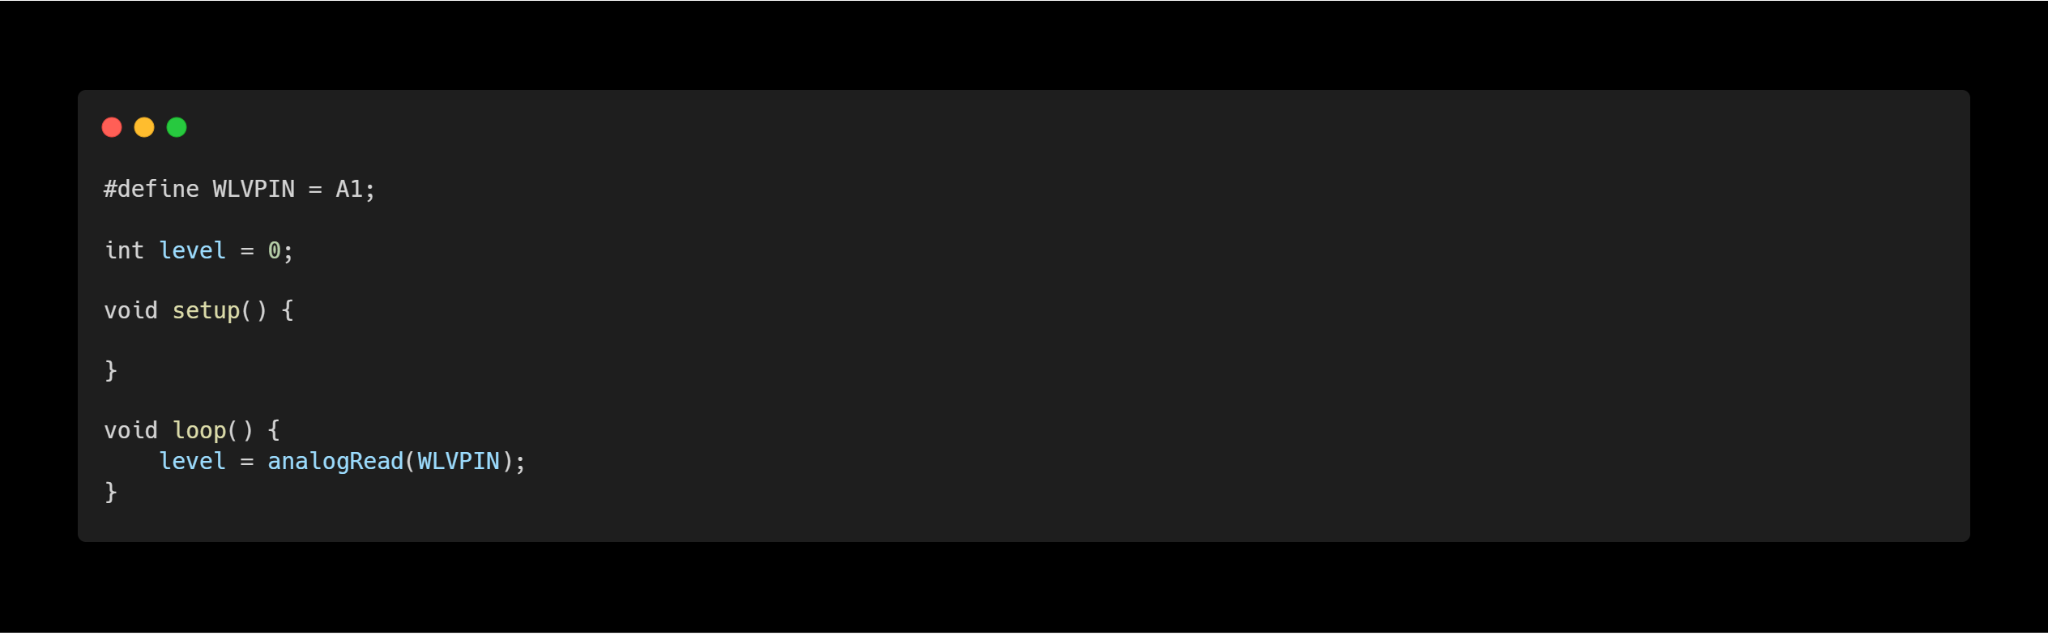 #define WLVPIN = A1;
int level = 0;
void setup() {
}
void loop() {
    level = analogRead(WLVPIN);
}